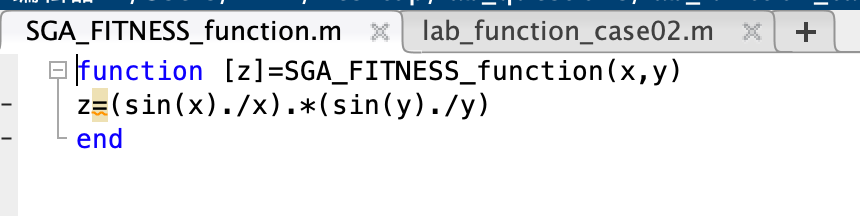 SGA_FITNESS_function.m
lab_function_case02.m
function [z]=SGA_FITNESS_function(x,y)
z=(sin(x)./x).*(sin(y)./y)
end